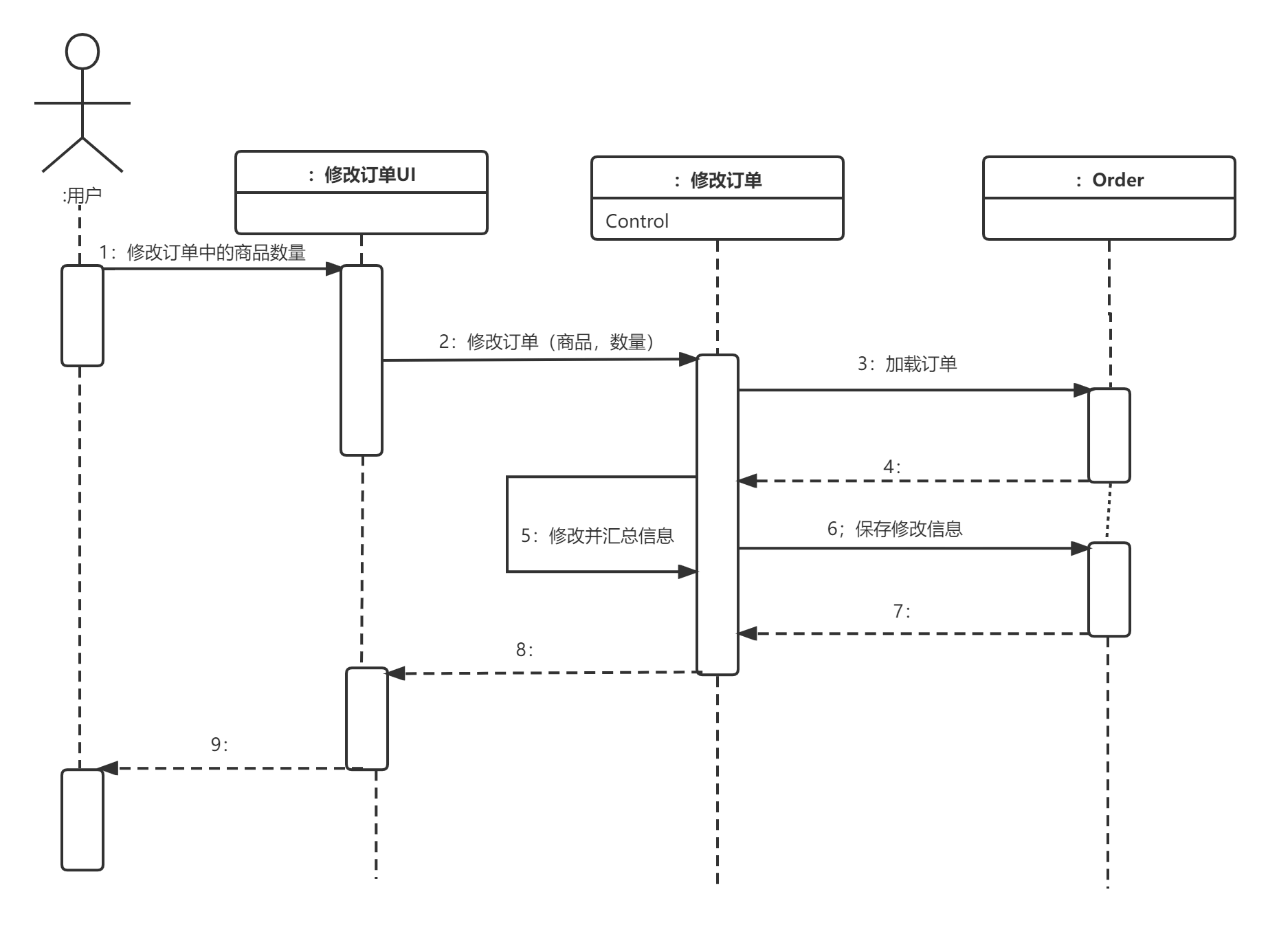 :用户
：修改订单UI
：修改订单
Control
：Order
1：修改订单中的商品数量
2：修改订单（商品，数量）
3：加载订单
4：
5：修改并汇总信息
6；保存修改信息
7：
8：
9：